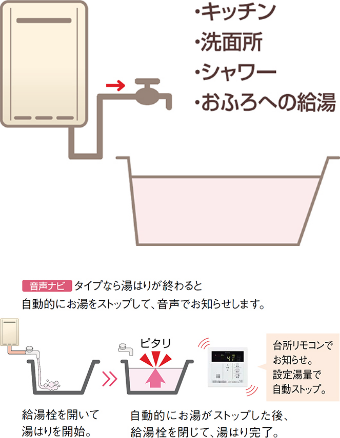 ・キッチン
・洗面所
・シャワー
・おふろへの給湯
音声ナビ タイプなら湯はりが終わると
自動的にお湯をストップして、音声でお知らせします。
ピタリ
台所リモコンで
お知らせ。
設定湯量で
自動ストップ。
給湯栓を開いて
湯はりを開始。
自動的にお湯がストップした後、
給湯栓を閉じて、湯はり完了。